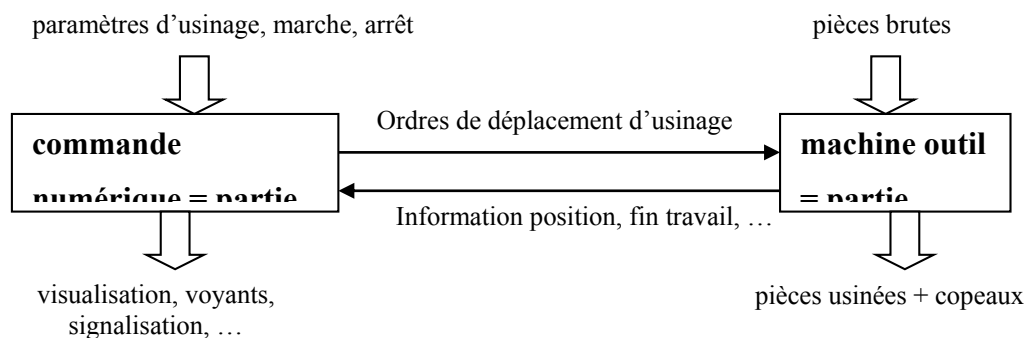 paramètres d’usinage, marche, arrêt
pièces brutes
commande
numérique = partie
Ordres de déplacement d’usinage
Information position, fin travail, …
machine outil
= partie
visualisation, voyants,
signalisation, …
pièces usinées + copeaux